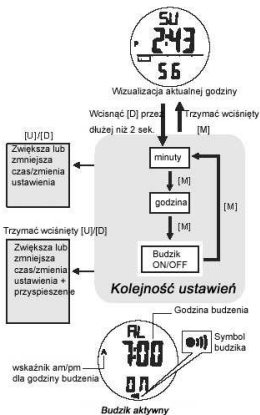 SU
P
2:43
56
Wizualizacja aktualnej godziny
Wcisnąć [D] przez
dłużej niż 2 sek.
Trzymać wciśnięty
[M]
[U]/[D]
Zwiększa lub
zmniejsza
czas/zmienia
ustawienia
minuty
[M]
godzina
[M]
[M]
Trzymać wciśnięty [U]/[D]
Zwiększa lub
zmniejsza
czas/zmienia
ustawienia +
przyspieszenie
Budzik
ON/OFF
Kolejność ustawień
Godzina budzenia
AL
A
7:00
ON
Symbol
budzika
wskaźnik am/pm
dla godziny budzenia
Budzik aktywny